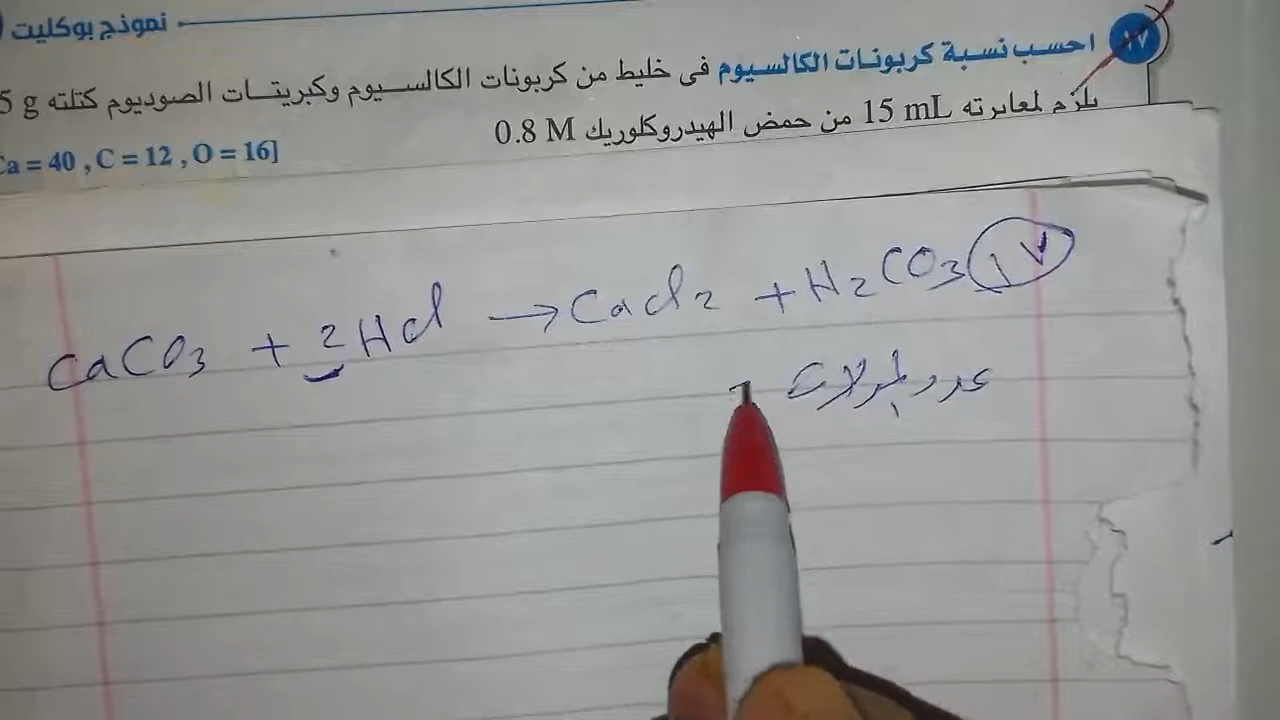 نموذج بوكليت
احسب نسبة كربونات الكالسيوم فى خليط من كربونات الكالسيوم وكبريتات الصوديوم كتلته 5 g
يلزم لمعايرته 15 mL من حمض الهيدروكلوريك 0.8 M
a = 40 , C = 12 , O = 16]
CaCO3 + 2Hcl → Cacl2 + H2CO3 ١٧
عدد المولات